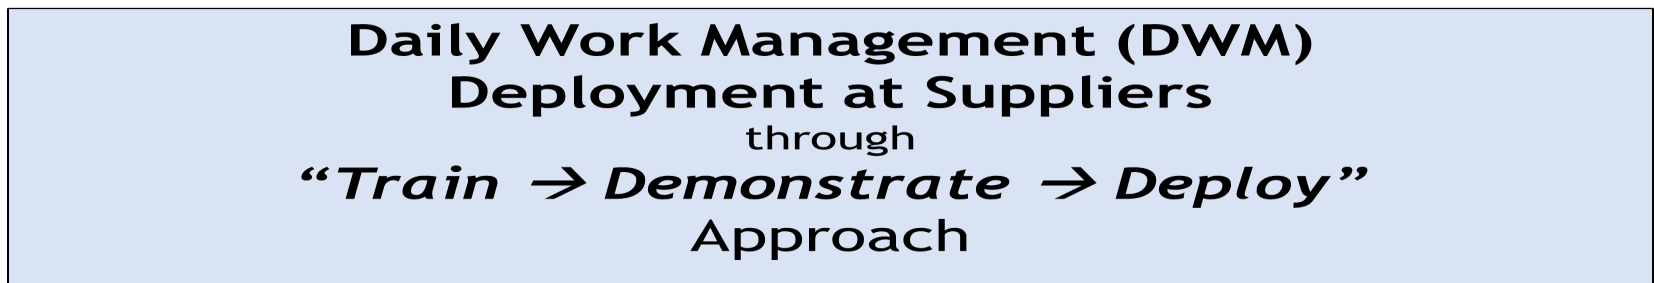 Daily Work Management (DWM)
Deployment at Suppliers
through
“Train → Demonstrate → Deploy”
Approach